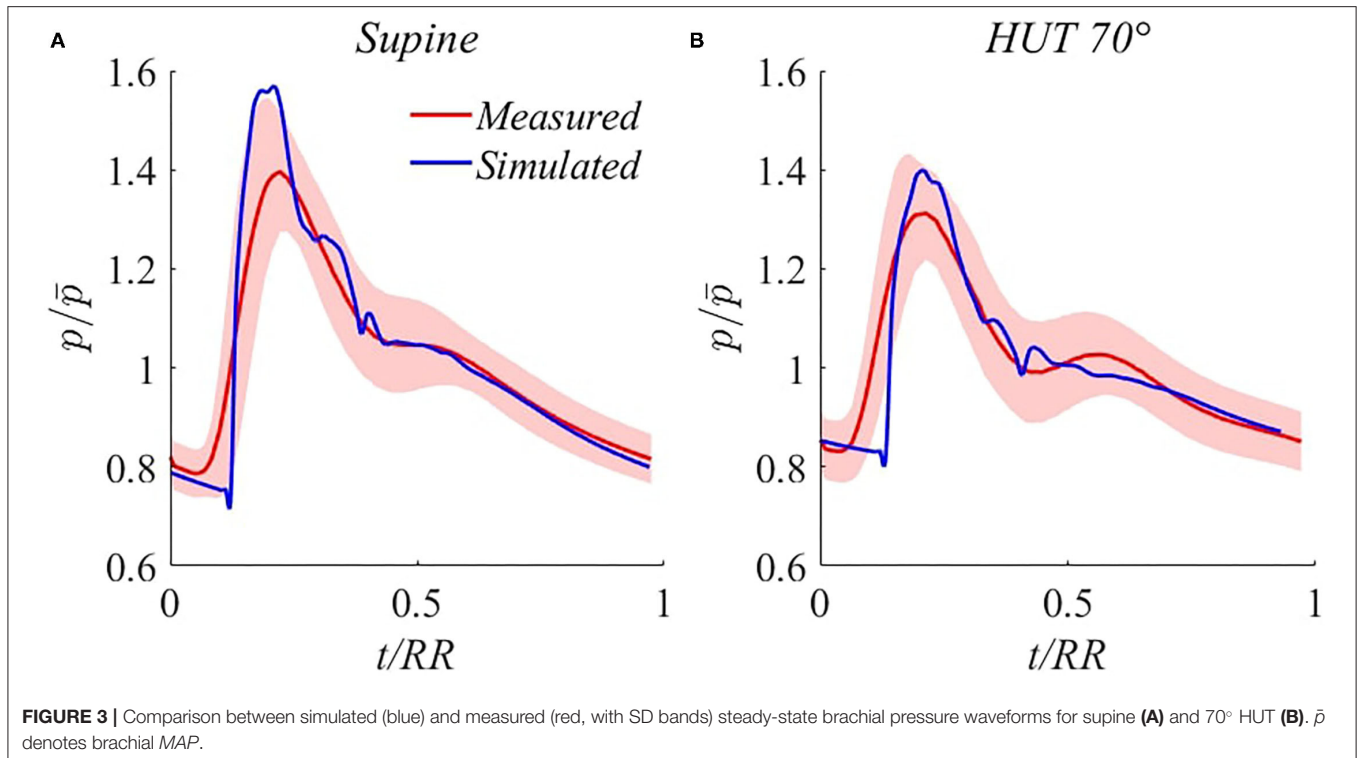 A
Supine
1.6
1.4
1.2
1
0.8
0.6
p/p̄
0
0.5
1
t/RR
Measured
Simulated
B
HUT 70°
1.6
1.4
1.2
1
0.8
0.6
p/p̄
0
0.5
1
t/RR
FIGURE 3 | Comparison between simulated (blue) and measured (red, with SD bands) steady-state brachial pressure waveforms for supine (A) and 70° HUT (B). p̄
denotes brachial MAP.